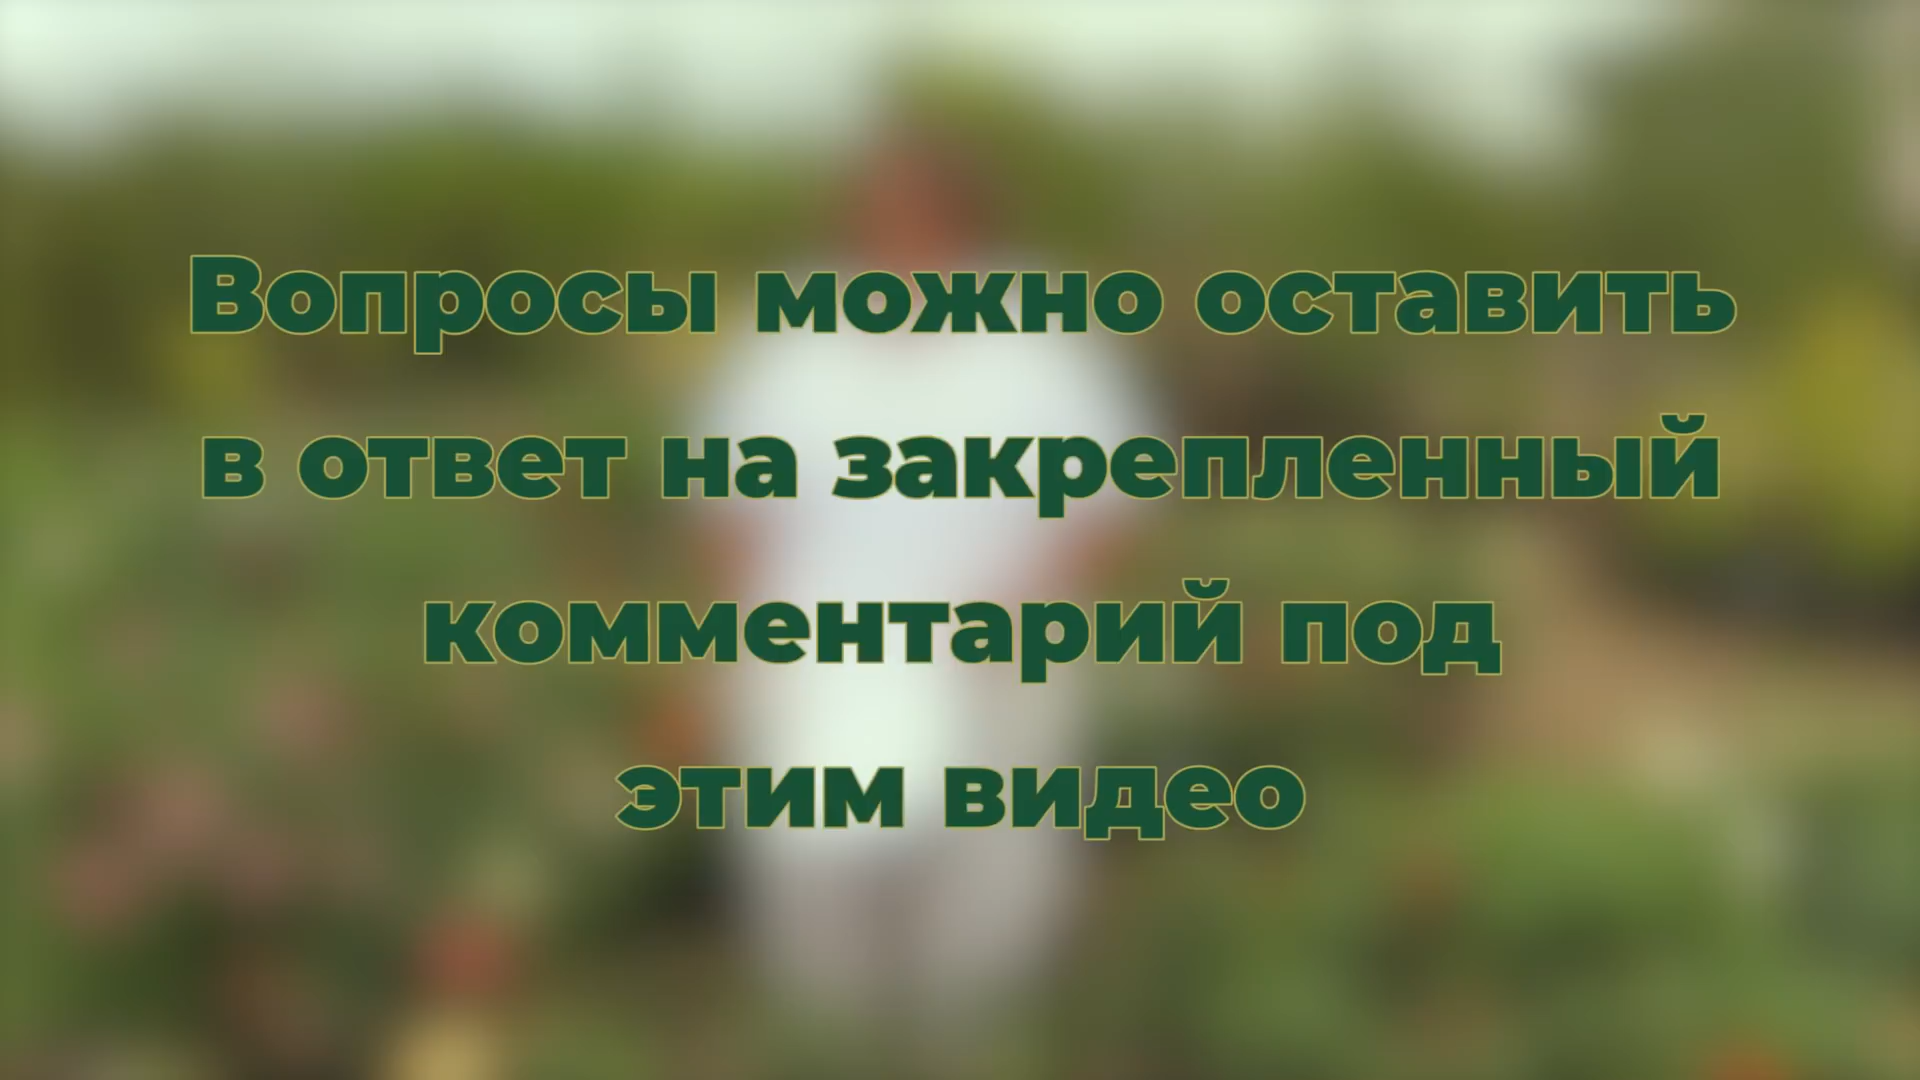 Вопросы можно оставить
в ответ на закрепленный
комментарий под
этим видео